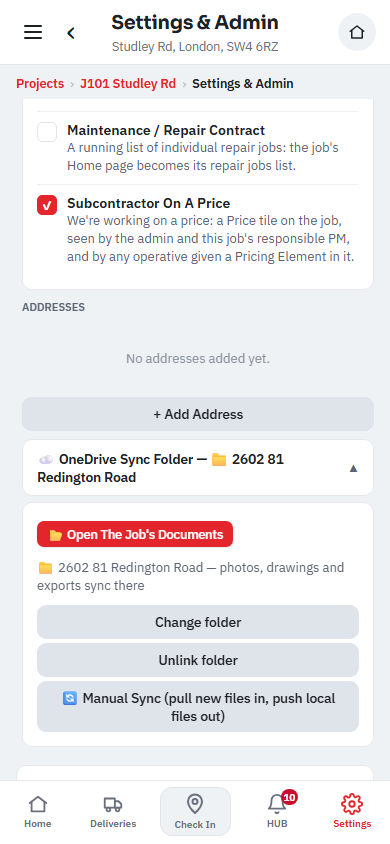 Settings & Admin
Studley Rd, London, SW4 6RZ
Projects › J101 Studley Rd › Settings & Admin
Maintenance / Repair Contract
A running list of individual repair jobs: the job's
Home page becomes its repair jobs list.
Subcontractor On A Price
We're working on a price: a Price tile on the job,
seen by the admin and this job's responsible PM,
and by any operative given a Pricing Element in it.
ADDRESSES
No addresses added yet.
+ Add Address
OneDrive Sync Folder — 2602 81
Redington Road
Open The Job's Documents
2602 81 Redington Road — photos, drawings and
exports sync there
Change folder
Unlink folder
Manual Sync (pull new files in, push local
files out)
10
Home
Deliveries
Check In
HUB
Settings